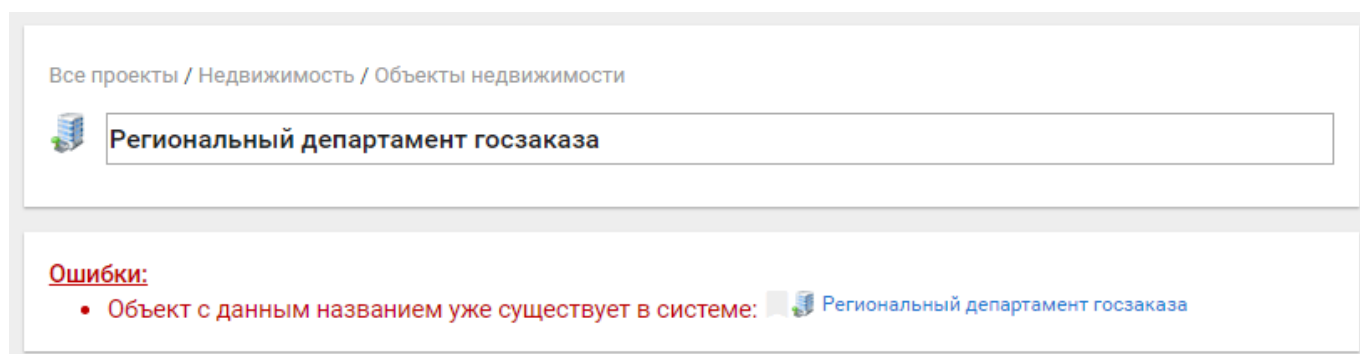 Все проекты / Недвижимость / Объекты недвижимости
Региональный департамент госзаказа
Ошибки:
• Объект с данным названием уже существует в системе: Региональный департамент госзаказа